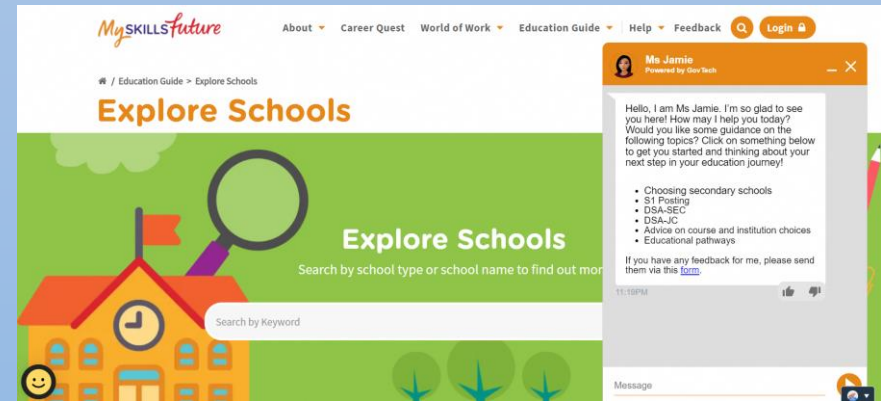 MySKILLSfuture
About Career Quest World of Work Education Guide Help Feedback Login
/ Education Guide > Explore Schools
Explore Schools
Explore Schools
Search by school type or school name to find out mor
Search by Keyword
Ms Jamie
Powered by GovTech
Hello, I am Ms Jamie. I'm so glad to see
you here! How may I help you today?
Would you like some guidance on the
following topics? Click on something below
to get you started and thinking about your
next step in your education journey!
• Choosing secondary schools
• S1 Posting
• DSA-SEC
• DSA-JC
• Advice on course and institution choices
• Educational pathways
If you have any feedback for me, please send
them via this form.
11:19PM
Message